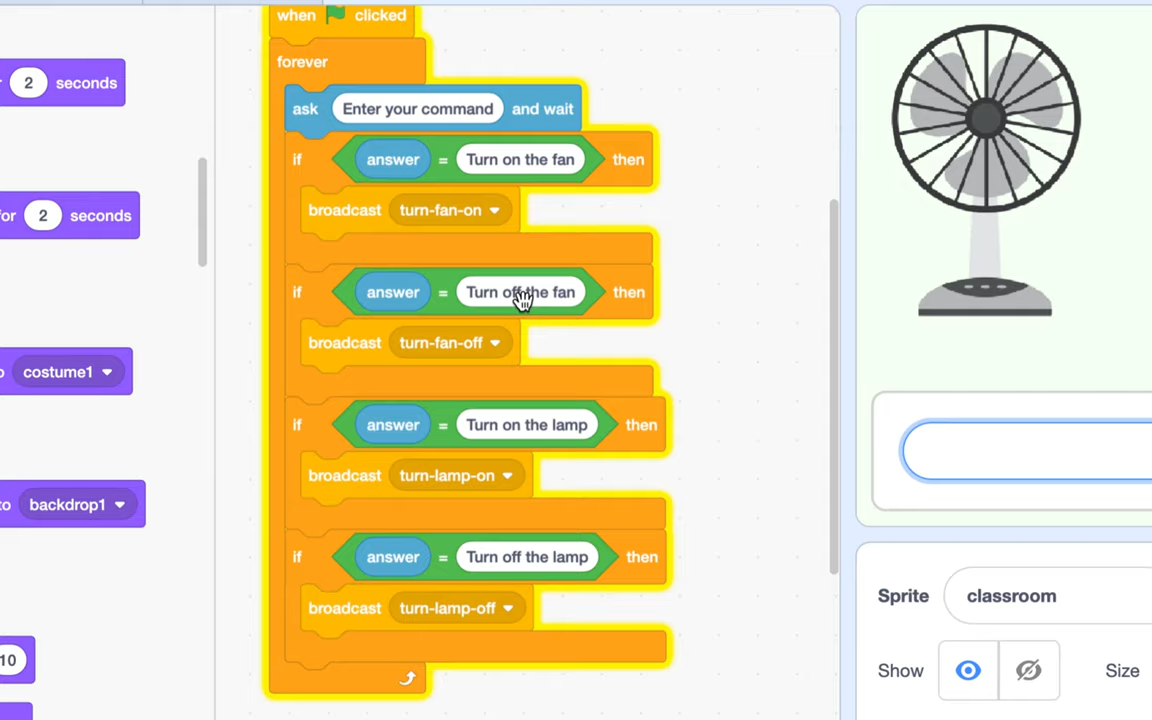 when clicked
forever
2 seconds
ask Enter your command and wait
if answer = Turn on the fan then
for 2 seconds
broadcast turn-fan-on
if answer = Turn off the fan then
broadcast turn-fan-off
costume1
if answer = Turn on the lamp then
broadcast turn-lamp-on
backdrop1
if answer = Turn off the lamp then
Sprite classroom
broadcast turn-lamp-off
10
Show Size